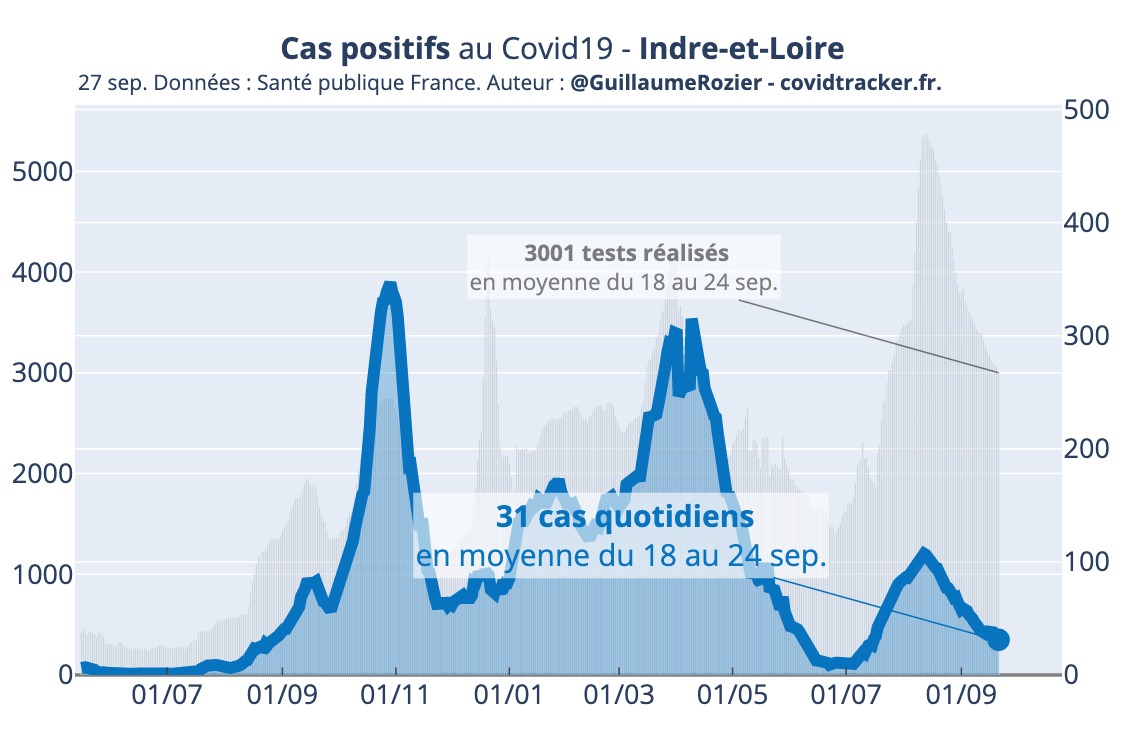 Cas positifs au Covid19 - Indre-et-Loire
27 sep. Données : Santé publique France. Auteur : @GuillaumeRozier - covidtracker.fr.
500
5000
400
4000
3001 tests réalisés
en moyenne du 18 au 24 sep.
300
3000
200
2000
31 cas quotidiens
en moyenne du 18 au 24 sep.
100
1000
0
0
01/07 01/09 01/11 01/01 01/03 01/05 01/07 01/09